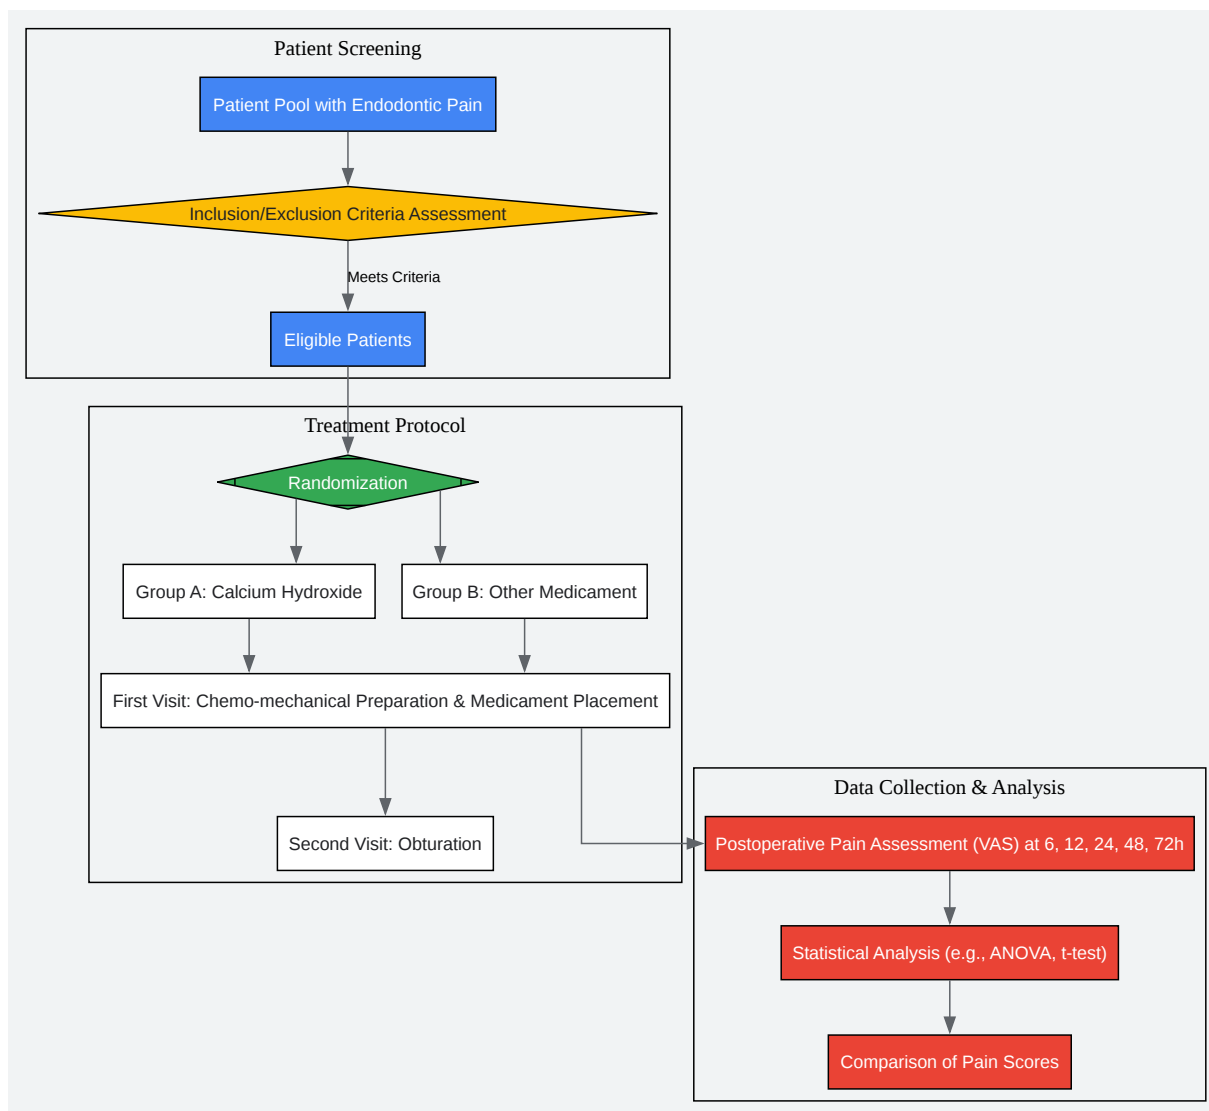 Patient Screening
Patient Pool with Endodontic Pain
Inclusion/Exclusion Criteria Assessment
Meets Criteria
Eligible Patients
Treatment Protocol
Randomization
Group A: Calcium Hydroxide
Group B: Other Medicament
First Visit: Chemo-mechanical Preparation & Medicament Placement
Second Visit: Obturation
Data Collection & Analysis
Postoperative Pain Assessment (VAS) at 6, 12, 24, 48, 72h
Statistical Analysis (e.g., ANOVA, t-test)
Comparison of Pain Scores